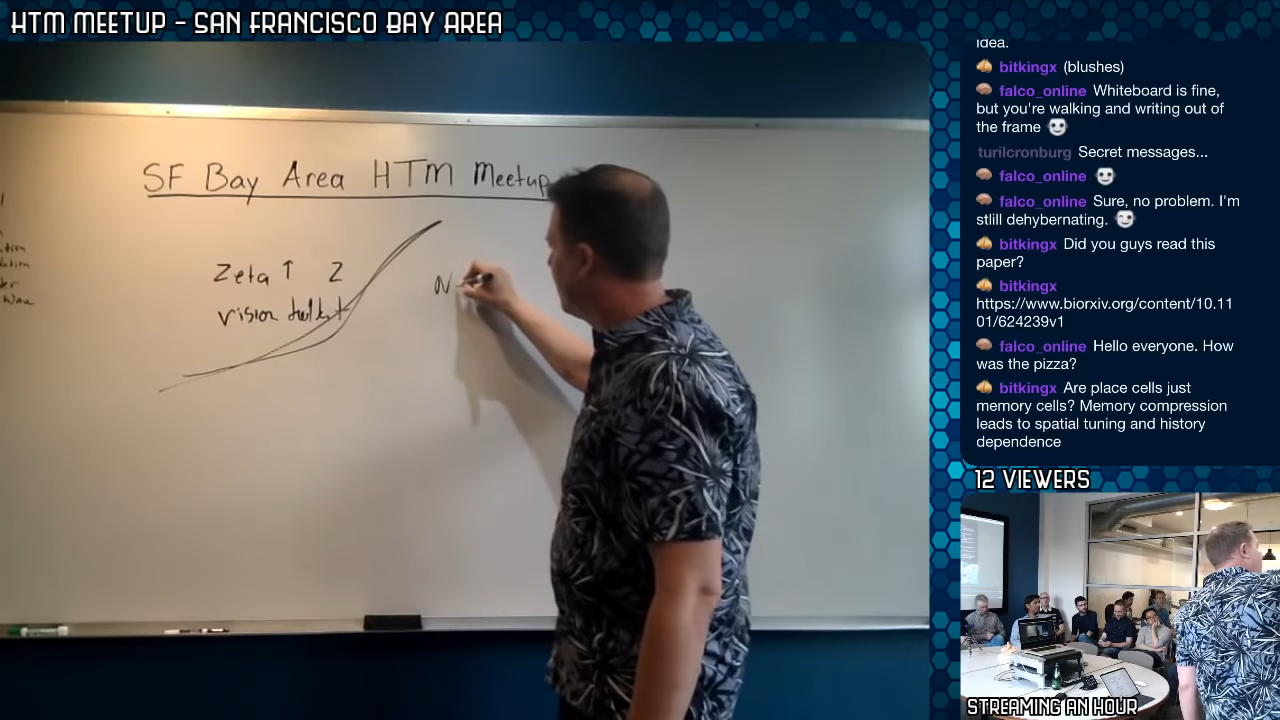 HTM MEETUP - SAN FRANCISCO BAY AREA
SF Bay Area HTM Meetup
Zeta ↑ Z
vision
N
idea.
bitkingx (blushes)
falco_online Whiteboard is fine,
but you're walking and writing out of
the frame
turilcronburg Secret messages...
falco_online
falco_online Sure, no problem. I'm
stlill dehybernating.
bitkingx Did you guys read this
paper?
bitkingx
https://www.biorxiv.org/content/10.11
01/624239v1
falco_online Hello everyone. How
was the pizza?
bitkingx Are place cells just
memory cells? Memory compression
leads to spatial tuning and history
dependence
12 VIEWERS
STREAMING AN HOUR